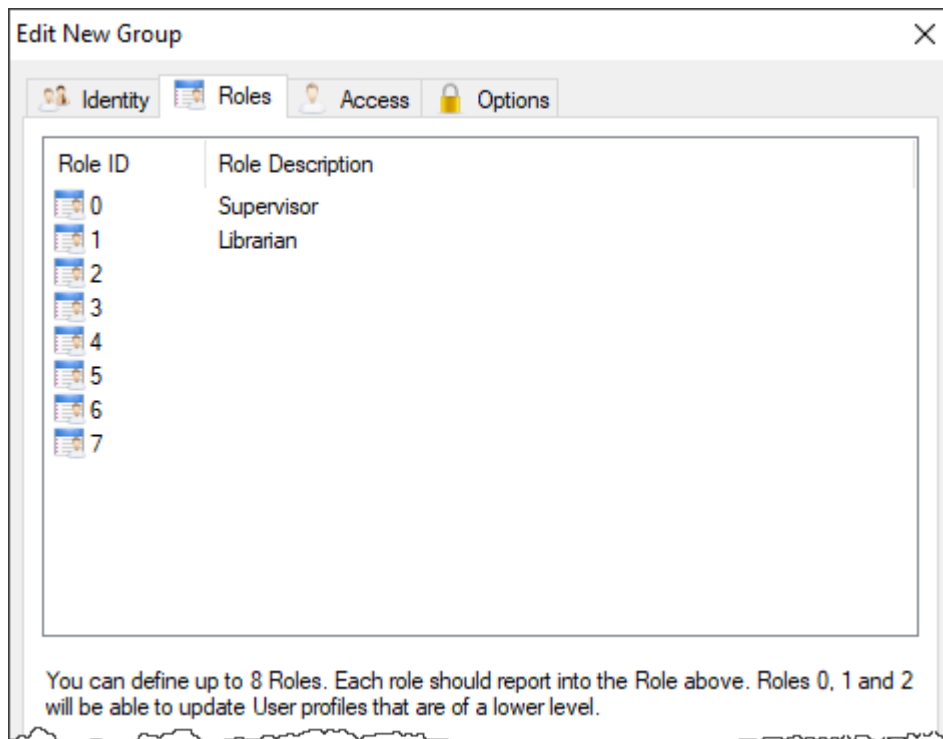 Edit New Group
Identity Roles Access Options
Role ID Role Description
0 Supervisor
1 Librarian
2
3
4
5
6
7
You can define up to 8 Roles. Each role should report into the Role above. Roles 0, 1 and 2
will be able to update User profiles that are of a lower level.